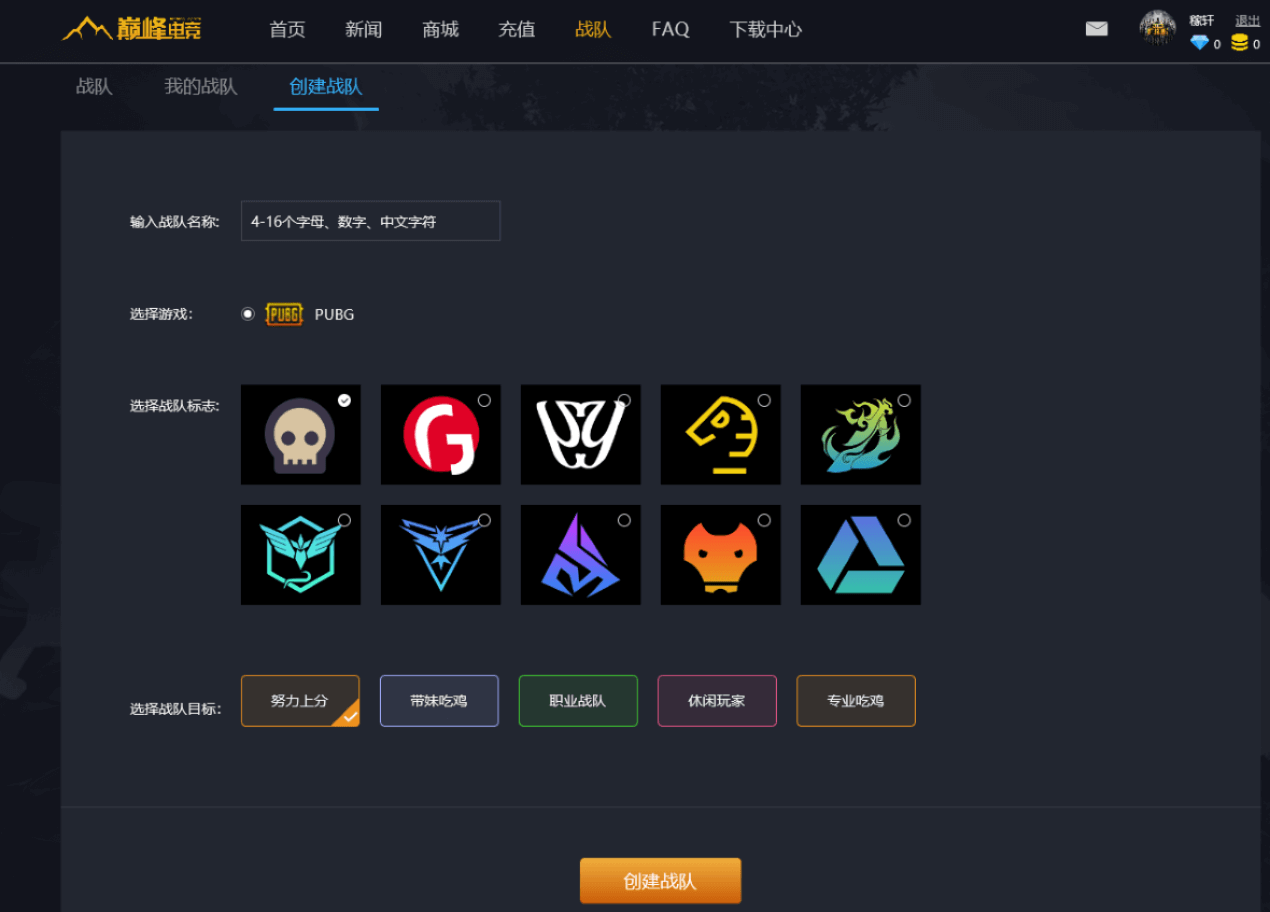 巅峰电竞 首页 新闻 商城 充值 战队 FAQ 下载中心 稼轩 退出
0 0
战队 我的战队 创建战队
输入战队名称: 4-16个字母、数字、中文字符
选择游戏: PUBG PUBG
选择战队标志:
选择战队目标: 努力上分 带妹吃鸡 职业战队 休闲玩家 专业吃鸡
创建战队